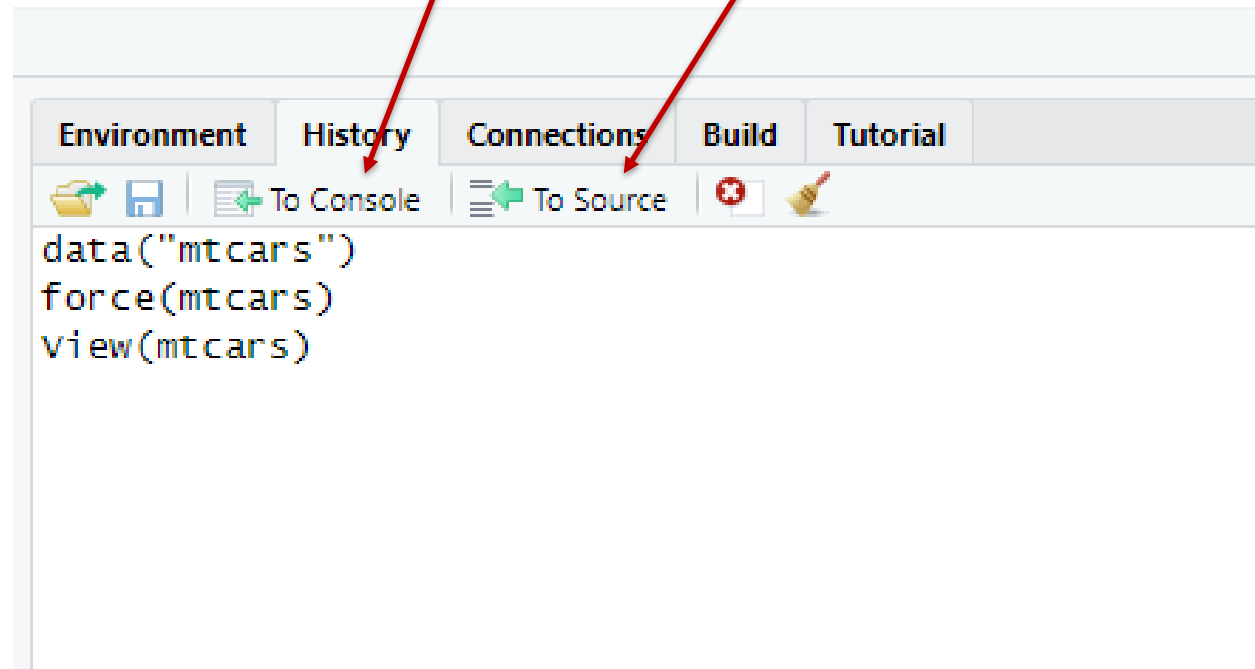 Environment History Connections Build Tutorial
To Console To Source
data("mtcars")
force(mtcars)
View(mtcars)